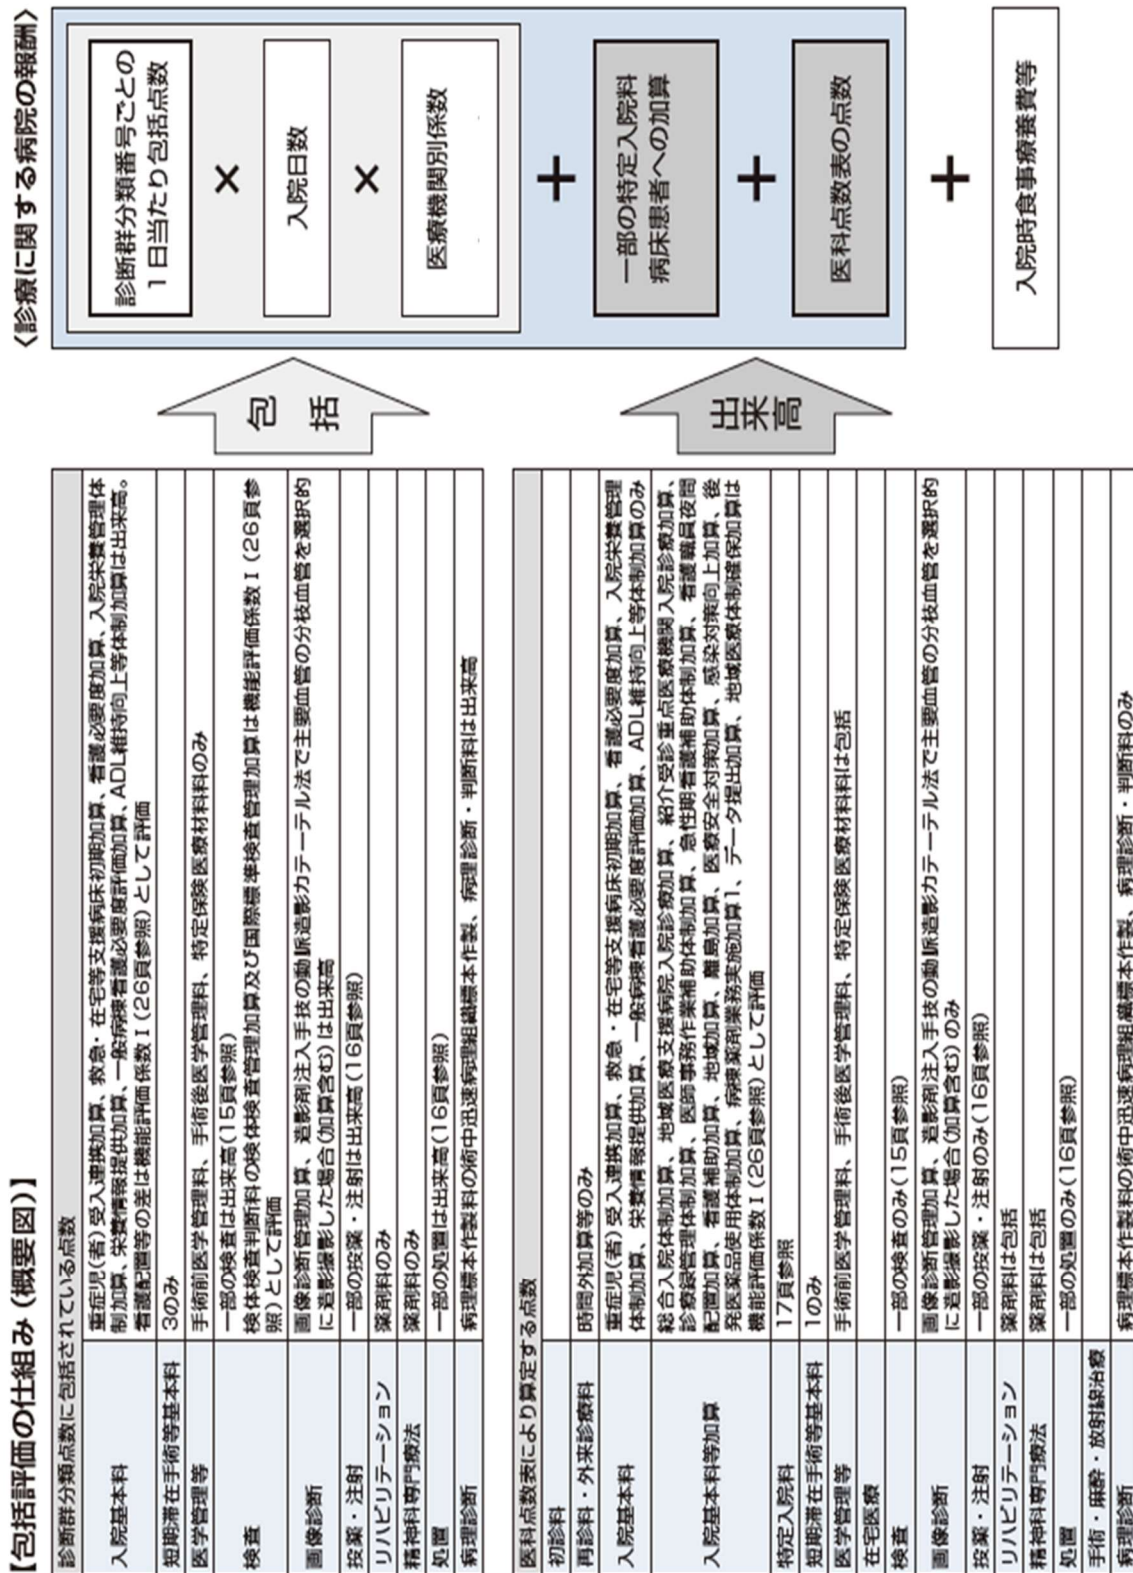 【包括評価の仕組み（概要図）】
診断群分類点数に包括されている点数
入院基本料
重症児(者)受入連携加算、救急・在宅等支援病床初期加算、看護必要度加算、入院栄養管理体
制加算、栄養情報提供加算、一般病棟看護必要度評価加算、ADL維持向上等体制加算は出来高。
看護配置等の差は機能評価係数Ⅰ(26頁参照)として評価
短期滞在手術等基本料
3のみ
医学管理等
手術前医学管理料、手術後医学管理料、特定保険医療材料料のみ
検査
一部の検査は出来高(15頁参照)
検体検査判断料の検体検査管理加算及び国際標準検査管理加算は機能評価係数Ⅰ(26頁参
照)として評価
画像診断
画像診断管理加算、造影剤注入手技の動脈造影カテーテル法で主要血管の分枝血管を選択的
に造影撮影した場合(加算含む)は出来高
投薬・注射
一部の投薬・注射は出来高(16頁参照)
リハビリテーション
薬剤料のみ
精神科専門療法
薬剤料のみ
処置
一部の処置は出来高(16頁参照)
病理診断
病理標本作製料の術中迅速病理組織標本作製、病理診断・判断料は出来高
医科点数表により算定する点数
初診料
再診料・外来診療料
時間外加算等のみ
入院基本料
重症児(者)受入連携加算、救急・在宅等支援病床初期加算、看護必要度加算、入院栄養管理
体制加算、栄養情報提供加算、一般病棟看護必要度評価加算、ADL維持向上等体制加算のみ
入院基本料等加算
総合入院体制加算、地域医療支援病院入院診療加算、紹介受診重点医療機関入院診療加算、
診療録管理体制加算、医師事務作業補助体制加算、急性期看護補助体制加算、看護職員夜間
配置加算、看護補助加算、地域加算、離島加算、医療安全対策加算、感染対策向上加算、後
発医薬品使用体制加算、病棟薬剤業務実施加算1、データ提出加算、地域医療体制確保加算は
機能評価係数Ⅰ(26頁参照)として評価
特定入院料
17頁参照
短期滞在手術等基本料
1のみ
医学管理等
手術前医学管理料、手術後医学管理料、特定保険医療材料料は包括
在宅医療
検査
一部の検査のみ(15頁参照)
画像診断
画像診断管理加算、造影剤注入手技の動脈造影カテーテル法で主要血管の分枝血管を選択的
に造影撮影した場合(加算含む)のみ
投薬・注射
一部の投薬・注射のみ(16頁参照)
リハビリテーション
薬剤料は包括
精神科専門療法
薬剤料は包括
処置
一部の処置のみ(16頁参照)
手術・麻酔・放射線治療
病理診断
病理標本作製料の術中迅速病理組織標本作製、病理診断・判断料のみ
包括
出来高
〈診療に関する病院の報酬〉
診断群分類番号ごとの
1日当たり包括点数
×
入院日数
×
医療機関別係数
＋
一部の特定入院料
病床患者への加算
＋
医科点数表の点数
＋
入院時食事療養費等